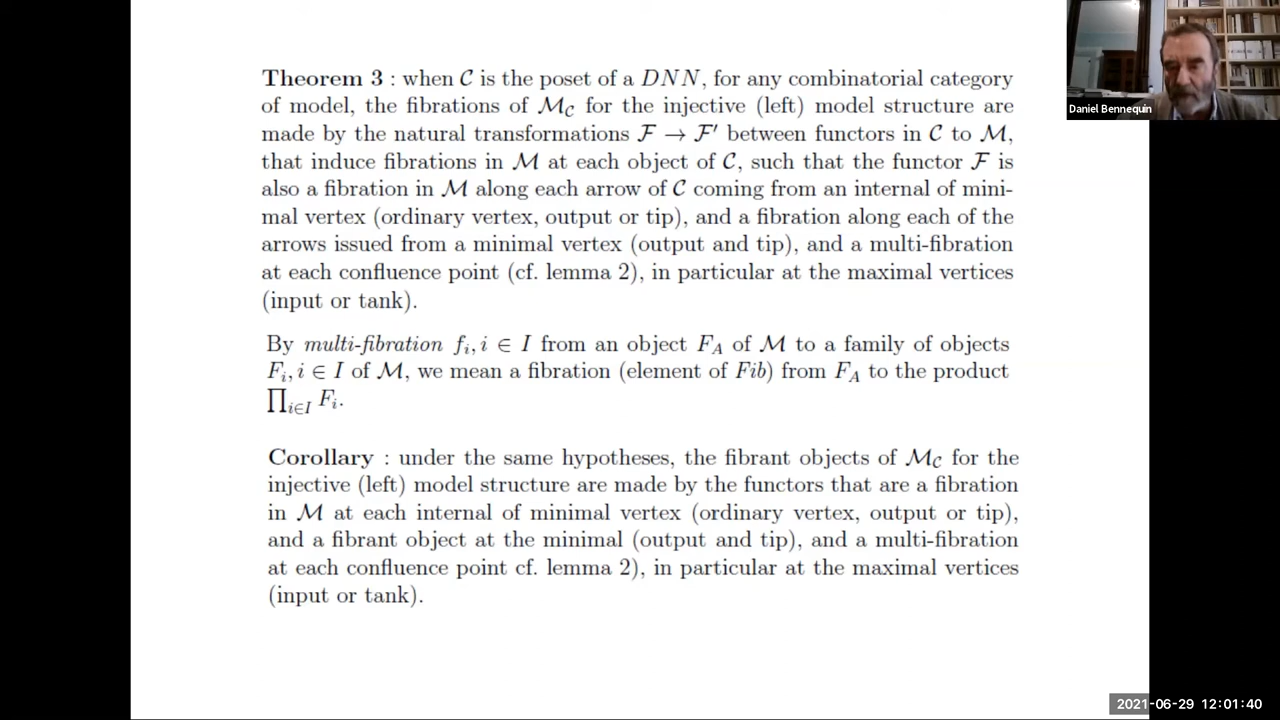 Theorem 3 : when 𝒞 is the poset of a DNN, for any combinatorial category
of model, the fibrations of ℳ_𝒞 for the injective (left) model structure are
made by the natural transformations ℱ → ℱ′ between functors in 𝒞 to ℳ,
that induce fibrations in ℳ at each object of 𝒞, such that the functor ℱ is
also a fibration in ℳ along each arrow of 𝒞 coming from an internal of mini-
mal vertex (ordinary vertex, output or tip), and a fibration along each of the
arrows issued from a minimal vertex (output and tip), and a multi-fibration
at each confluence point (cf. lemma 2), in particular at the maximal vertices
(input or tank).
By multi-fibration f_i, i ∈ I from an object F_A of ℳ to a family of objects
F_i, i ∈ I of ℳ, we mean a fibration (element of Fib) from F_A to the product
∏_{i∈I} F_i.
Corollary : under the same hypotheses, the fibrant objects of ℳ_𝒞 for the
injective (left) model structure are made by the functors that are a fibration
in ℳ at each internal of minimal vertex (ordinary vertex, output or tip),
and a fibrant object at the minimal (output and tip), and a multi-fibration
at each confluence point cf. lemma 2), in particular at the maximal vertices
(input or tank).
Daniel Bennequin
2021-06-29 12:01:40